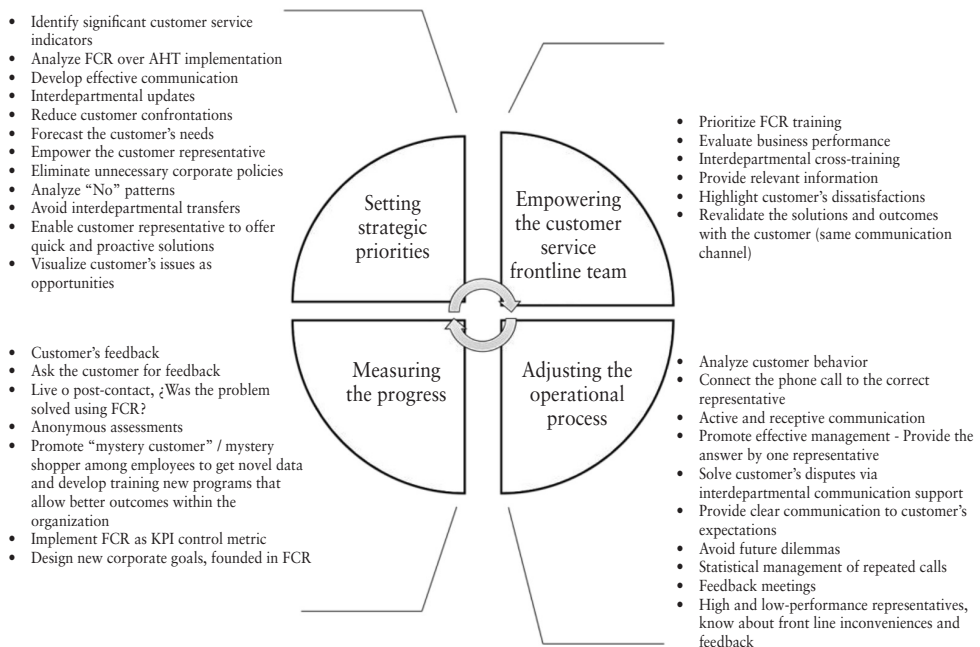 • Identify significant customer service
indicators
• Analyze FCR over AHT implementation
• Develop effective communication
• Interdepartmental updates
• Reduce customer confrontations
• Forecast the customer's needs
• Empower the customer representative
• Eliminate unnecessary corporate policies
• Analyze “No” patterns
• Avoid interdepartmental transfers
• Enable customer representative to offer
quick and proactive solutions
• Visualize customer's issues as
opportunities
Setting
strategic
priorities
Empowering
the customer
service
frontline team
• Prioritize FCR training
• Evaluate business performance
• Interdepartmental cross-training
• Provide relevant information
• Highlight customer's dissatisfactions
• Revalidate the solutions and outcomes
with the customer (same communication
channel)
• Customer's feedback
• Ask the customer for feedback
• Live o post-contact, ¿Was the problem
solved using FCR?
• Anonymous assessments
• Promote “mystery customer” / mystery
shopper among employees to get novel data
and develop training new programs that
allow better outcomes within the
organization
• Implement FCR as KPI control metric
• Design new corporate goals, founded in FCR
Measuring
the progress
Adjusting the
operational
process
• Analyze customer behavior
• Connect the phone call to the correct
representative
• Active and receptive communication
• Promote effective management - Provide the
answer by one representative
• Solve customer's disputes via
interdepartmental communication support
• Provide clear communication to customer's
expectations
• Avoid future dilemmas
• Statistical management of repeated calls
• Feedback meetings
• High and low-performance representatives,
know about front line inconveniences and
feedback